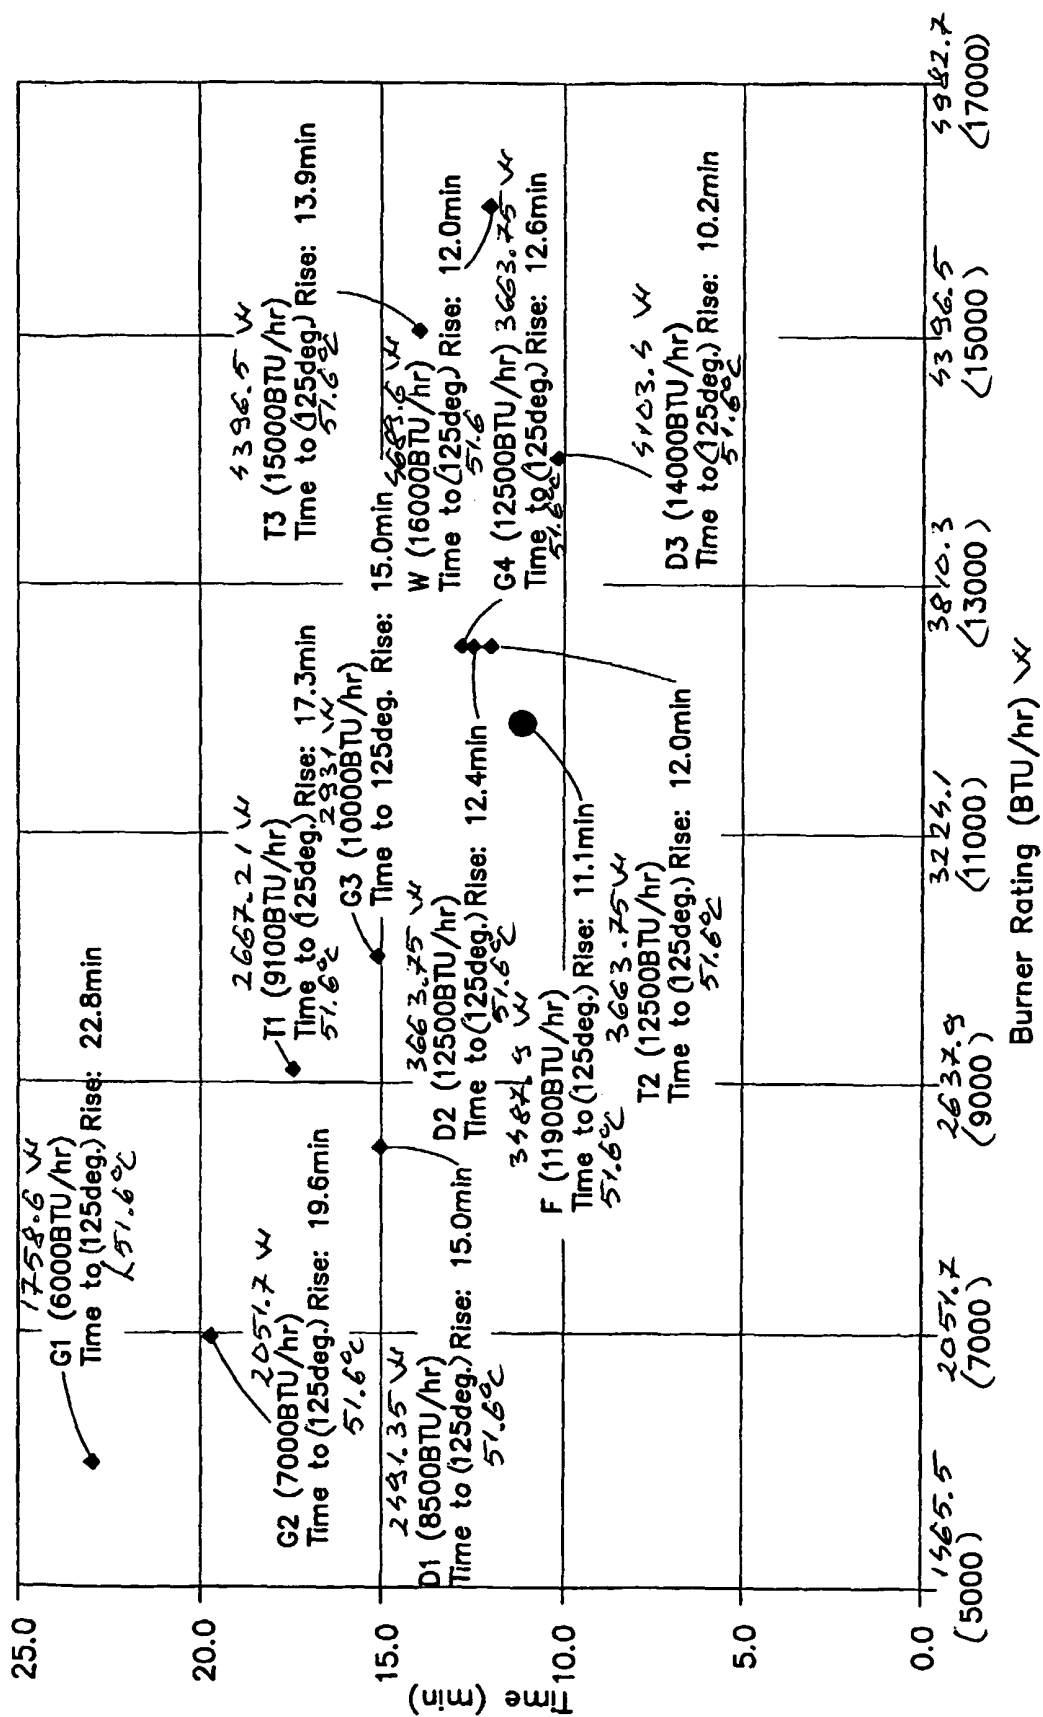 25.0
20.0
15.0
10.0
5.0
0.0
Time (min)
1758.6 W
G1 (6000BTU/hr)
Time to (125deg.) Rise: 22.8min
(51.6°C
2051.7 W
G2 (7000BTU/hr)
Time to (125deg.) Rise: 19.6min
51.6°C
2491.35 W
D1 (8500BTU/hr)
Time to (125deg.) Rise: 15.0min
51.6°C
2667.21 W
T1 (9100BTU/hr)
Time to (125deg.) Rise: 17.3min
51.6°C
2931 W
G3 (10000BTU/hr)
Time to 125deg. Rise: 15.0min
3663.75 W
D2 (12500BTU/hr)
Time to (125deg.) Rise: 12.4min
51.6°C
3487.9 W
F (11900BTU/hr)
Time to (125deg.) Rise: 11.1min
51.6°C
3663.75 W
T2 (12500BTU/hr)
Time to (125deg.) Rise: 12.0min
51.6°C
4396.5 W
T3 (15000BTU/hr)
Time to (125deg.) Rise: 13.9min
51.6°C
4689.6 W
W (16000BTU/hr)
Time to (125deg.) Rise: 12.0min
51.6
G4 (12500BTU/hr) 3663.75 W
Time to (125deg.) Rise: 12.6min
51.6°C
4103.4 W
D3 (14000BTU/hr)
Time to (125deg.) Rise: 10.2min
51.6°C
1465.5 2051.7 2637.9 3224.1 3810.3 4396.5 4982.7
(5000) (7000) (9000) (11000) (13000) (15000) (17000)
Burner Rating (BTU/hr) W